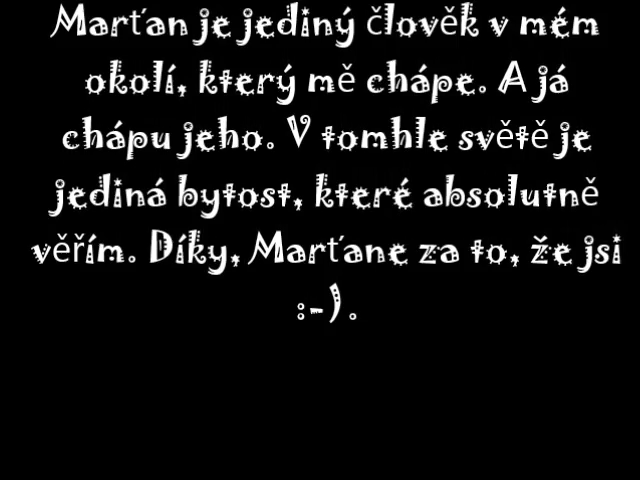 Marťan je jediný člověk v mém
okolí, který mě chápe. A já
chápu jeho. V tomhle světě je
jediná bytost, které absolutně
věřím. Díky, Marťane za to, že jsi
:-).